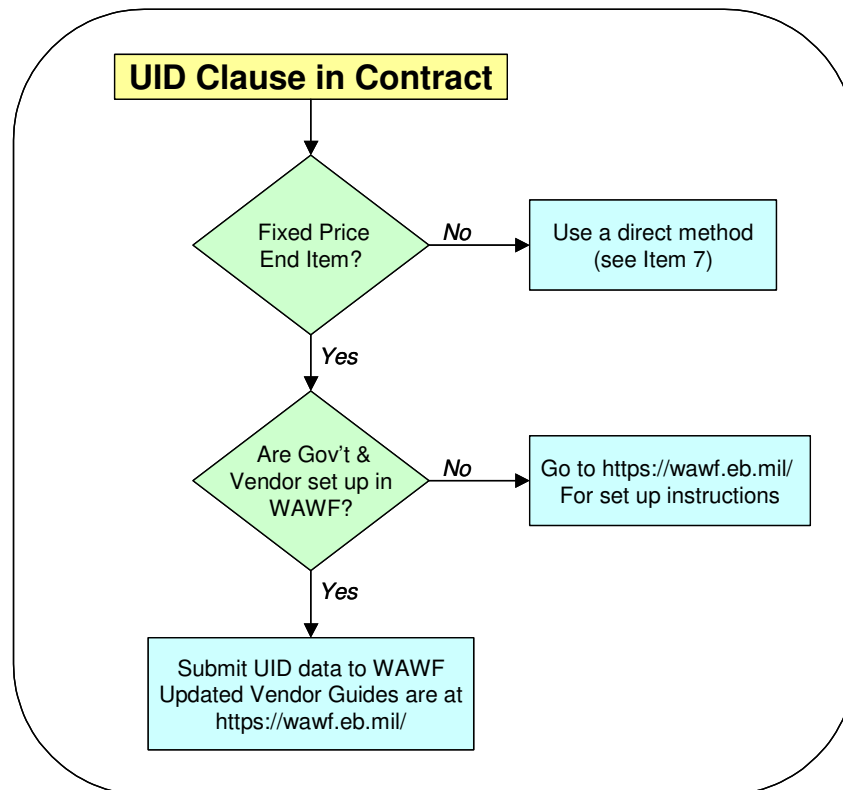 UID Clause in Contract
Fixed Price
End Item?
No
Use a direct method
(see Item 7)
Yes
Are Gov't &
Vendor set up in
WAWF?
No
Go to https://wawf.eb.mil/
For set up instructions
Yes
Submit UID data to WAWF
Updated Vendor Guides are at
https://wawf.eb.mil/